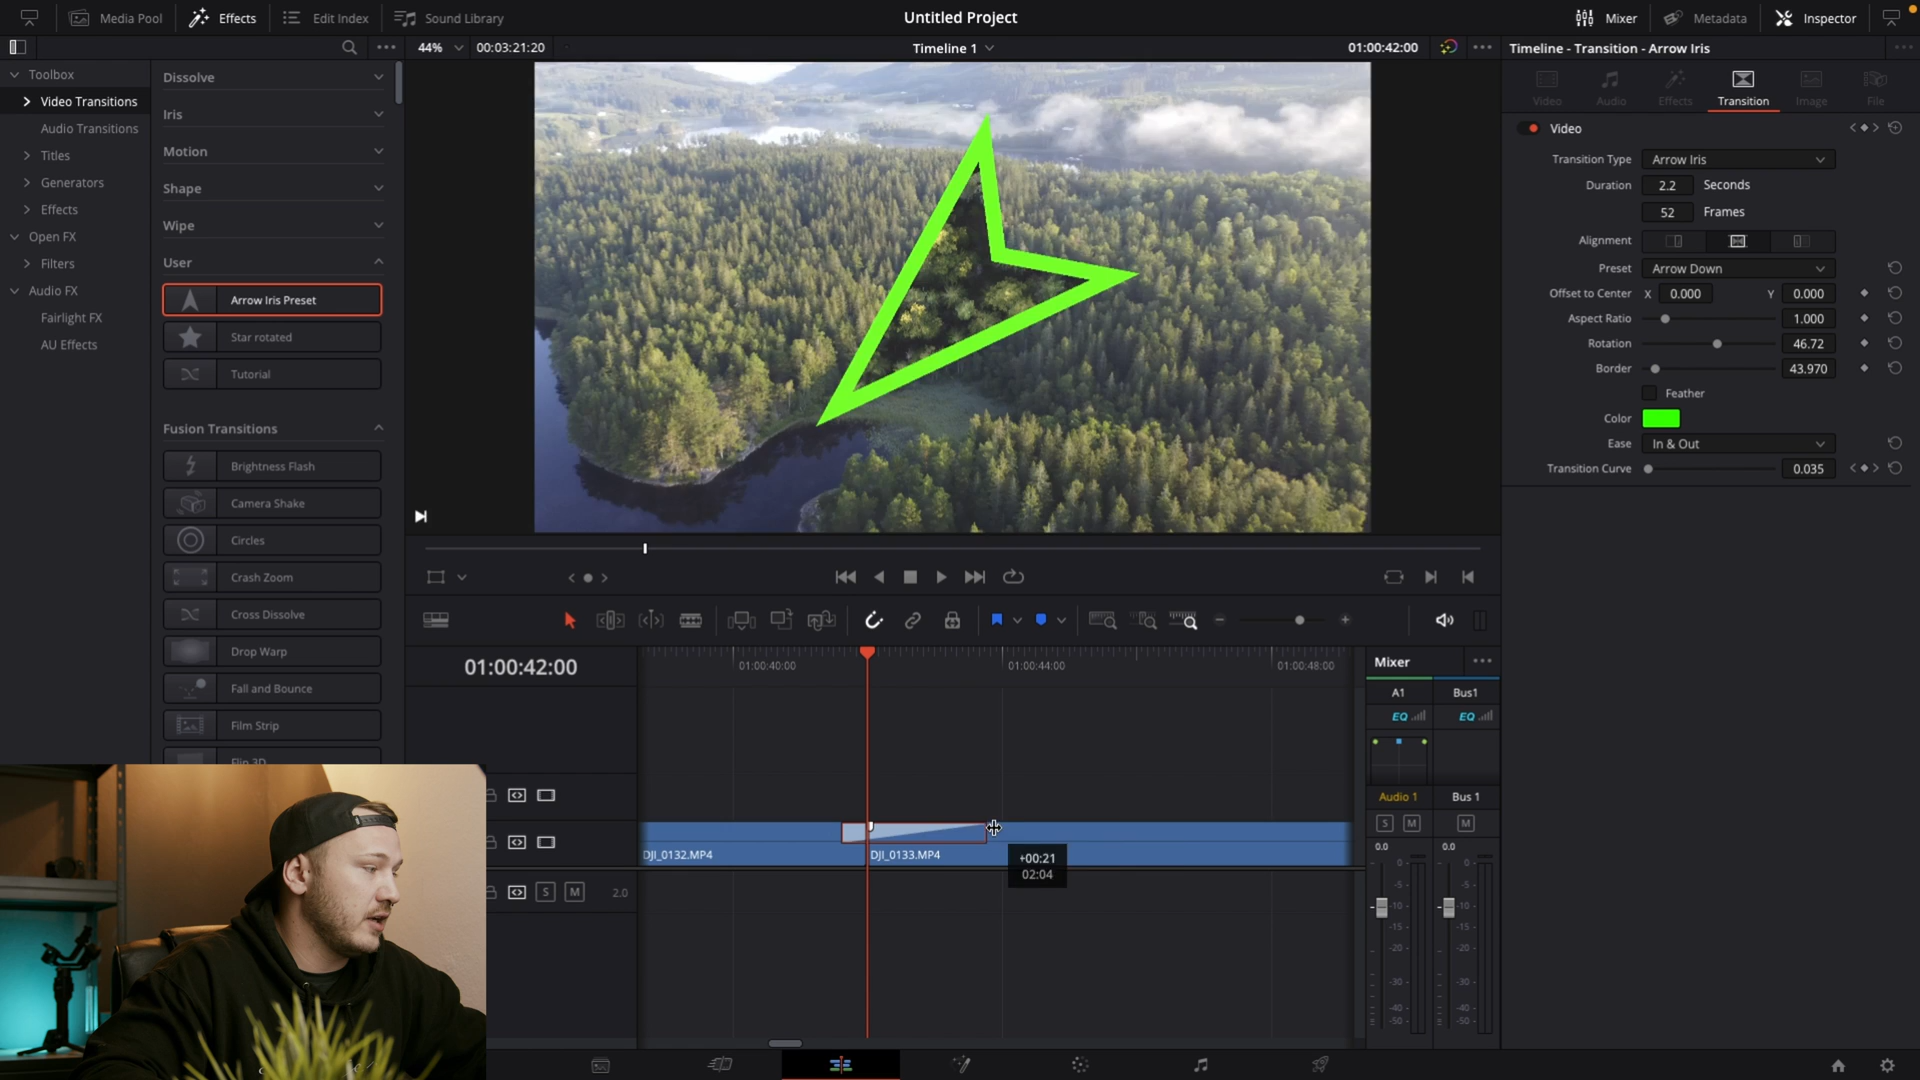 Media Pool
Effects
Edit Index
Sound Library
Untitled Project
Mixer
Metadata
Inspector
44%
00:03:21:20
Timeline 1
01:00:42:00
Timeline - Transition - Arrow Iris
Toolbox
Video Transitions
Audio Transitions
Titles
Generators
Effects
Open FX
Filters
Audio FX
Fairlight FX
AU Effects
Dissolve
Iris
Motion
Shape
Wipe
User
Arrow Iris Preset
Star rotated
Tutorial
Fusion Transitions
Brightness Flash
Camera Shake
Circles
Crash Zoom
Cross Dissolve
Drop Warp
Fall and Bounce
Film Strip
Flip 3D
Video
Audio
Effects
Transition
Image
File
Video
Transition Type Arrow Iris
Duration 2.2 Seconds
52 Frames
Alignment
Preset Arrow Down
Offset to Center X 0.000 Y 0.000
Aspect Ratio 1.000
Rotation 46.72
Border 43.970
Feather
Color
Ease In & Out
Transition Curve 0.035
01:00:42:00
01:00:40:00
01:00:44:00
01:00:48:00
DJI_0132.MP4
DJI_0133.MP4
+00:21
02:04
S M 2.0
Mixer
A1 Bus1
EQ EQ
Audio 1 Bus 1
S M M
0.0 0.0
0- 0-
-5- -5-
-10- -10-
-15- -15-
-20- -20-
-30- -30-
-40- -40-
-50- -50-